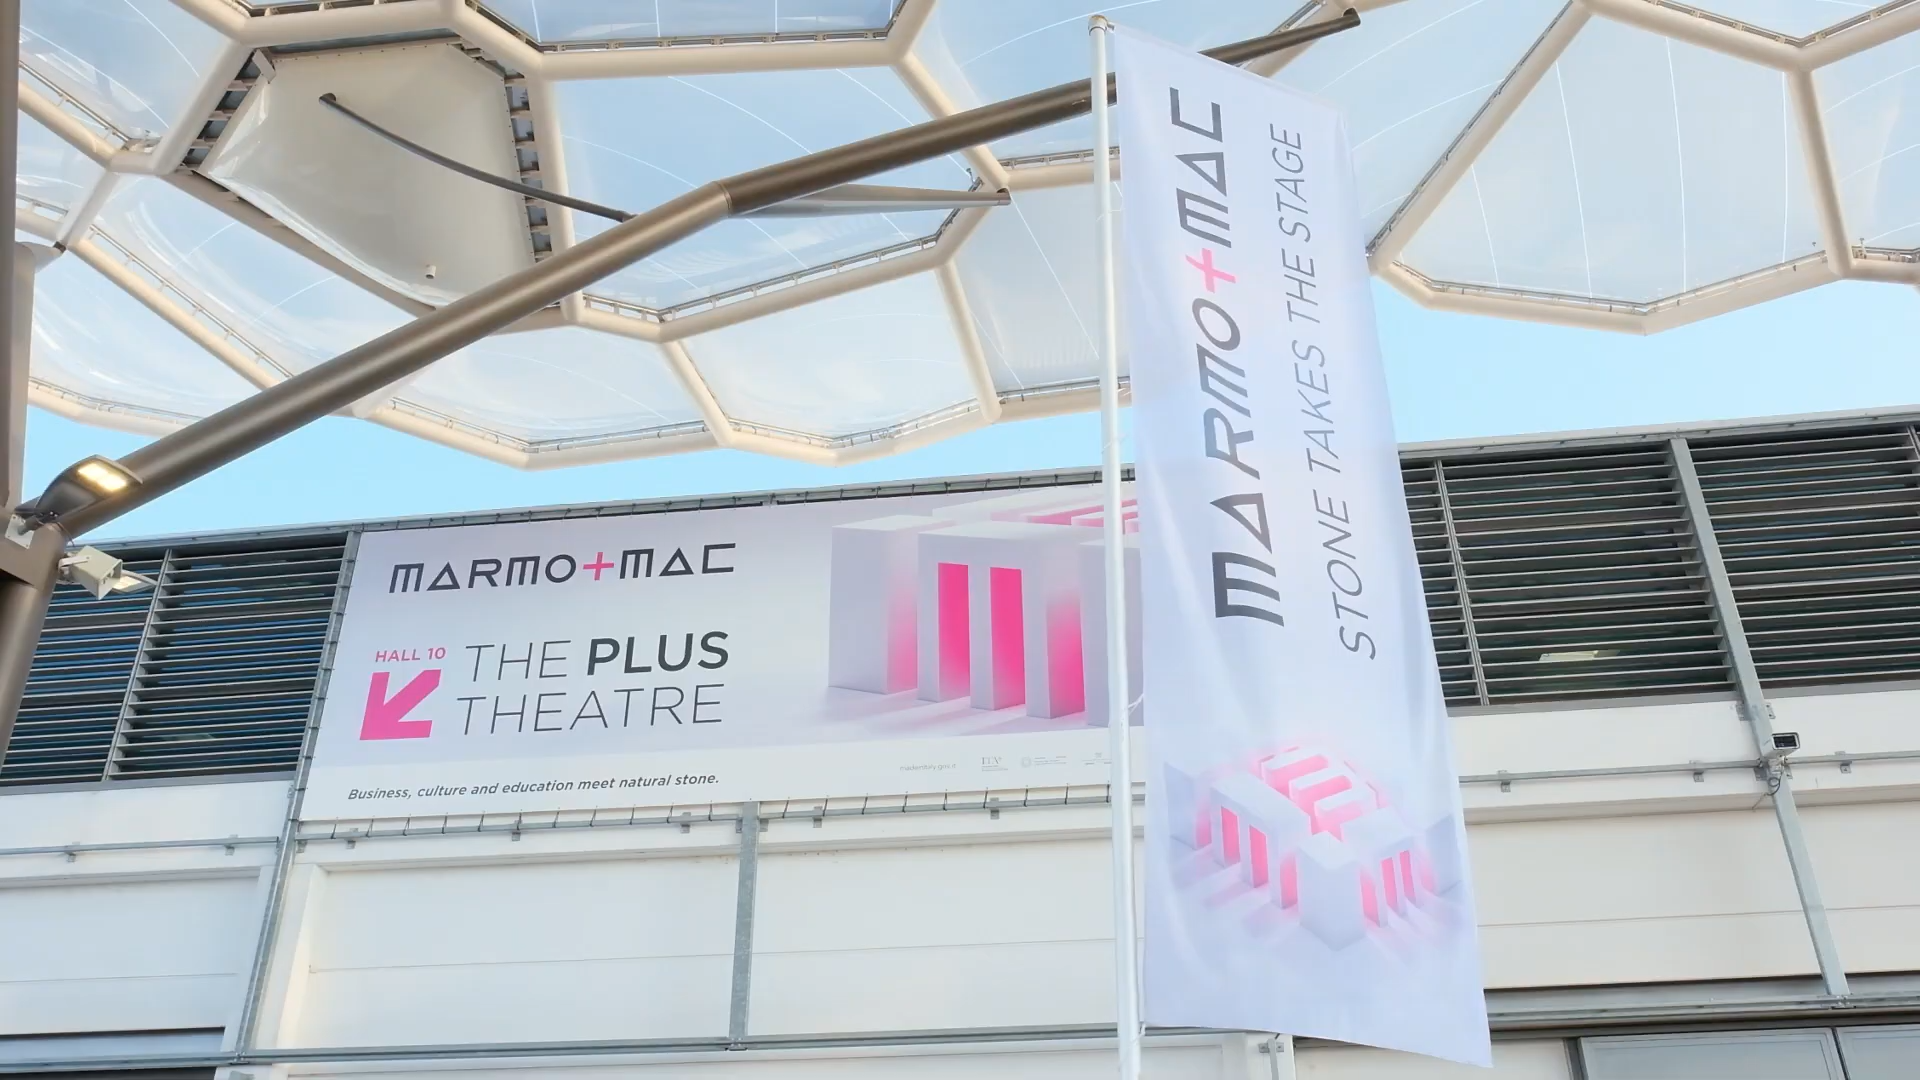 MARMO+MAC
HALL 10
THE PLUS
THEATRE
Business, culture and education meet natural stone.
MARMO+MAC
STONE TAKES THE STAGE